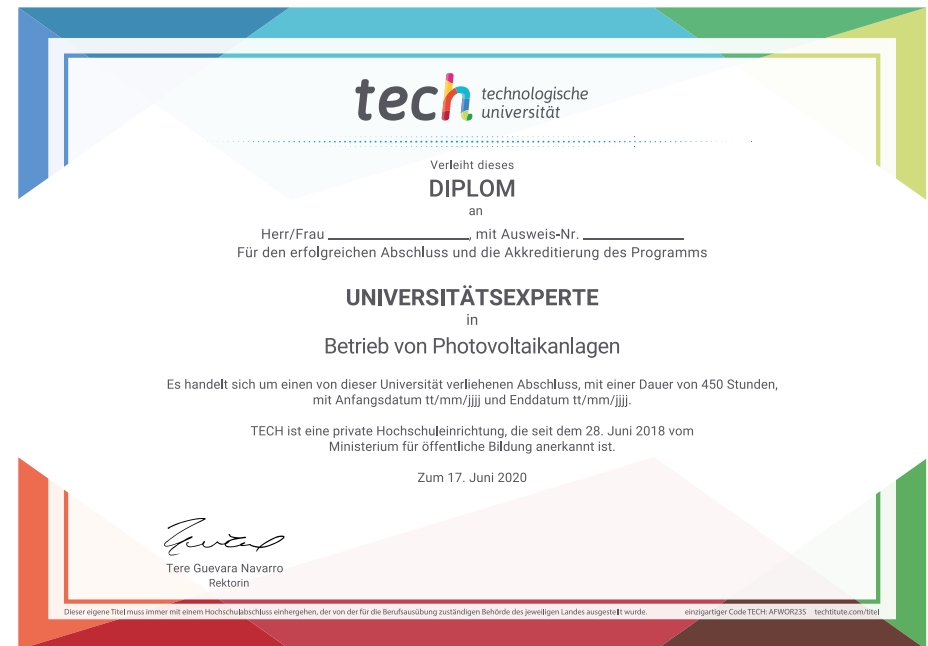 tech technologische
universität
Verleiht dieses
DIPLOM
an
Herr/Frau ____________________, mit Ausweis-Nr. ______________
Für den erfolgreichen Abschluss und die Akkreditierung des Programms
UNIVERSITÄTSEXPERTE
in
Betrieb von Photovoltaikanlagen
Es handelt sich um einen von dieser Universität verliehenen Abschluss, mit einer Dauer von 450 Stunden,
mit Anfangsdatum tt/mm/jjjj und Enddatum tt/mm/jjjj.
TECH ist eine private Hochschuleinrichtung, die seit dem 28. Juni 2018 vom
Ministerium für öffentliche Bildung anerkannt ist.
Zum 17. Juni 2020
Tere Guevara Navarro
Rektorin
Dieser eigene Titel muss immer mit einem Hochschulabschluss einhergehen, der von der für die Berufsausübung zuständigen Behörde des jeweiligen Landes ausgestellt wurde. einzigartiger Code TECH: AFWOR23S techtitute.com/titel